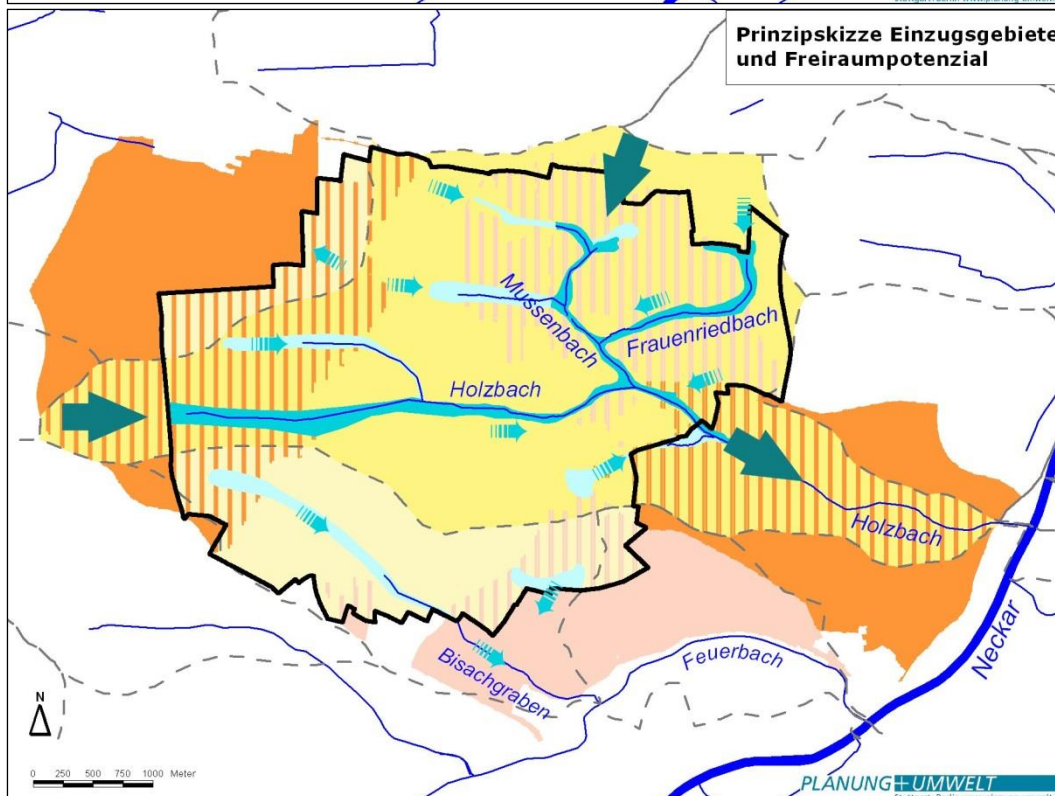 Prinzipskizze Einzugsgebiete
und Freiraumpotenzial
Mussenbach
Frauenriedbach
Holzbach
Holzbach
Neckar
Feuerbach
Bisachgraben
N
0 250 500 750 1000 Meter
PLANUNG+UMWELT